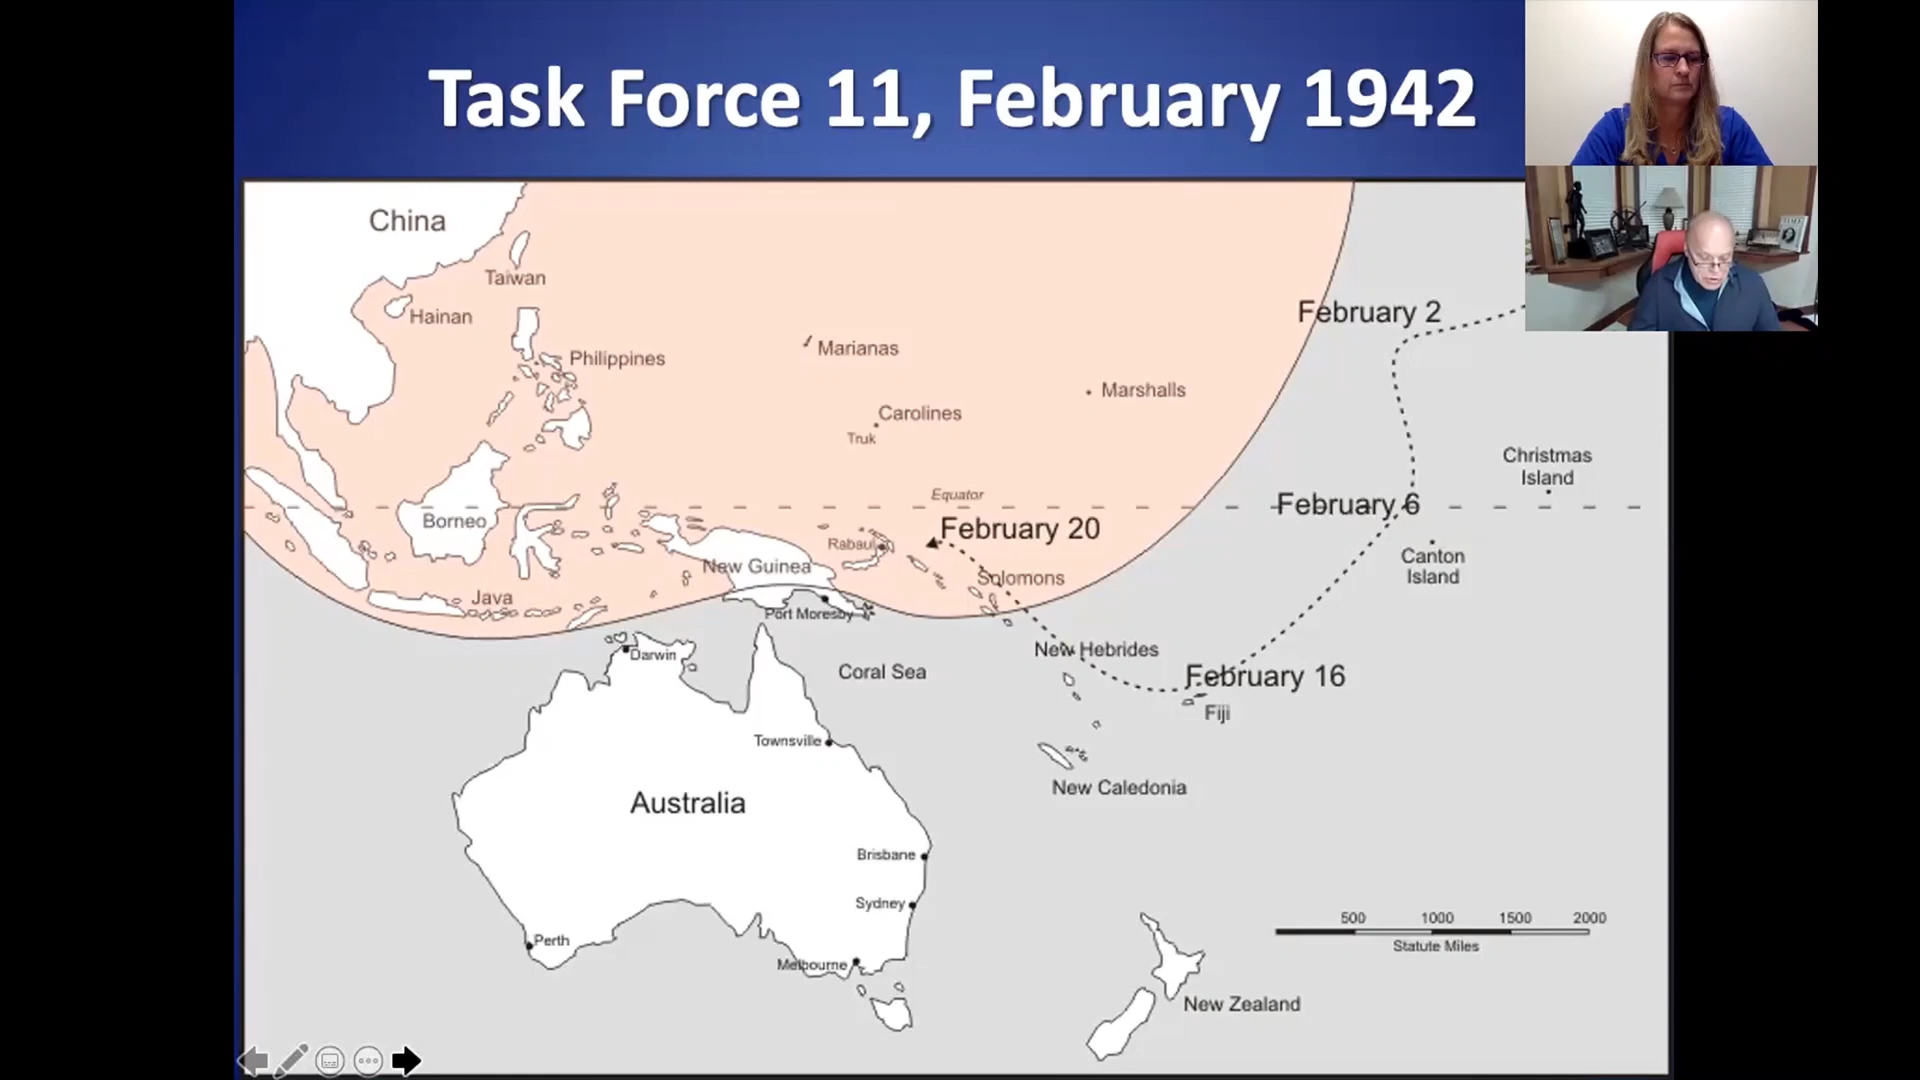 Task Force 11, February 1942
China
Taiwan
Hainan
February 2
Marianas
Philippines
Marshalls
Carolines
Truk
Christmas
Island
Equator
February 6
Borneo
February 20
Rabaul
Canton
Island
New Guinea
Solomons
Java
Port Moresby
New Hebrides
Darwin
Coral Sea
February 16
Fiji
Townsville
New Caledonia
Australia
Brisbane
Sydney
500 1000 1500 2000
Statute Miles
Perth
Melbourne
New Zealand